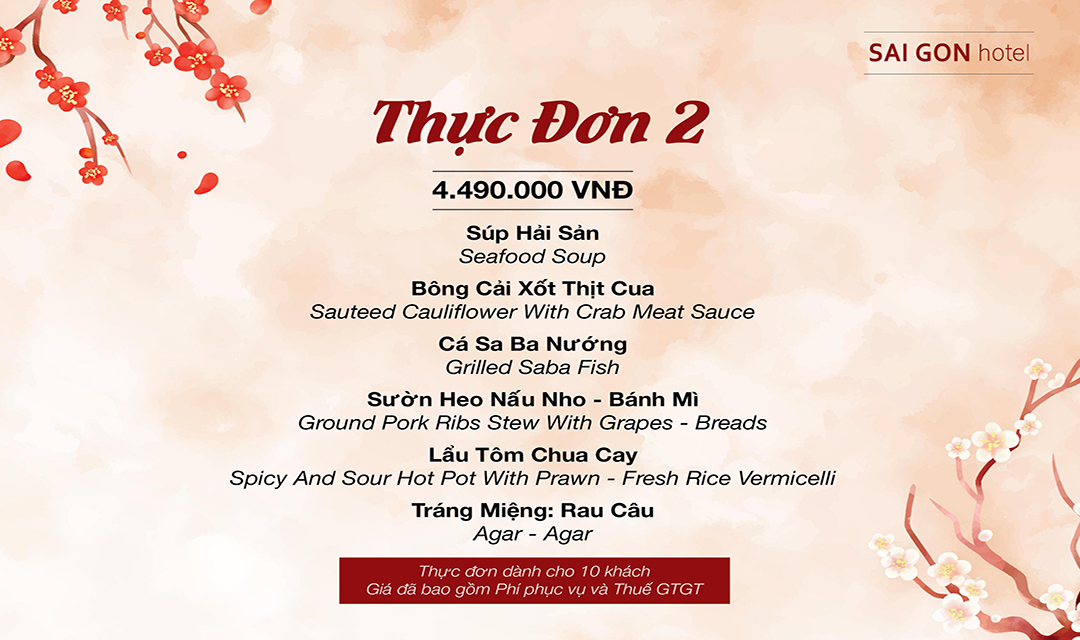 SAI GON hotel
Thực Đơn 2
4.490.000 VNĐ
Súp Hải Sản
Seafood Soup
Bông Cải Xốt Thịt Cua
Sauteed Cauliflower With Crab Meat Sauce
Cá Sa Ba Nướng
Grilled Saba Fish
Sườn Heo Nấu Nho - Bánh Mì
Ground Pork Ribs Stew With Grapes - Breads
Lẩu Tôm Chua Cay
Spicy And Sour Hot Pot With Prawn - Fresh Rice Vermicelli
Tráng Miệng: Rau Câu
Agar - Agar
Thực đơn dành cho 10 khách
Giá đã bao gồm Phí phục vụ và Thuế GTGT